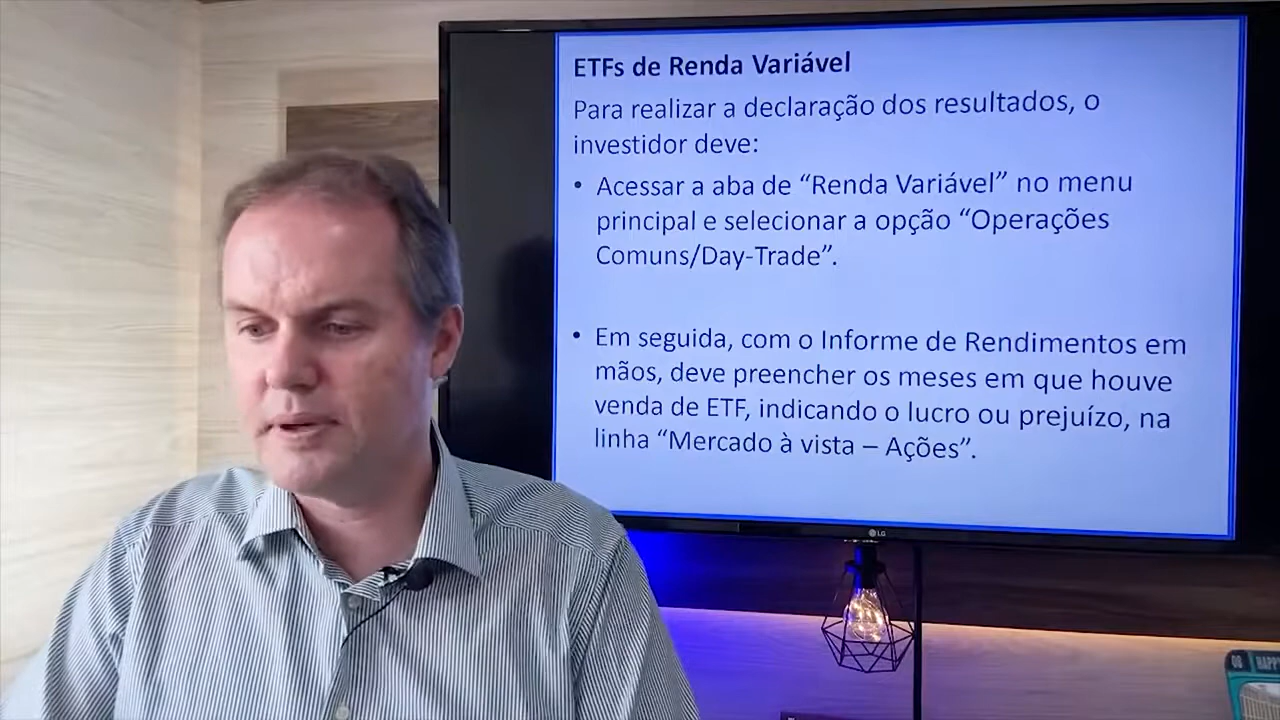 ETFs de Renda Variável
Para realizar a declaração dos resultados, o
investidor deve:
• Acessar a aba de “Renda Variável” no menu
principal e selecionar a opção “Operações
Comuns/Day-Trade”.
• Em seguida, com o Informe de Rendimentos em
mãos, deve preencher os meses em que houve
venda de ETF, indicando o lucro ou prejuízo, na
linha “Mercado à vista – Ações”.
LG